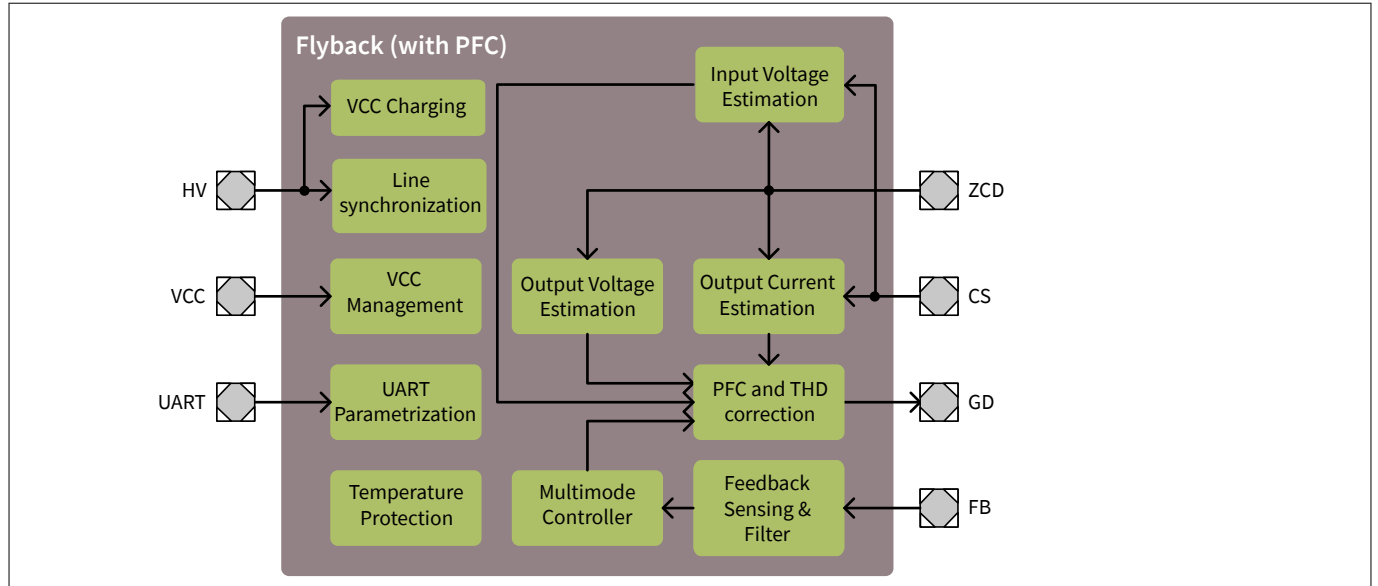 Flyback (with PFC)
Input Voltage
Estimation
VCC Charging
HV
Line
synchronization
ZCD
VCC
VCC
Management
Output Voltage
Estimation
Output Current
Estimation
CS
UART
UART
Parametrization
PFC and THD
correction
GD
Temperature
Protection
Multimode
Controller
Feedback
Sensing &
Filter
FB